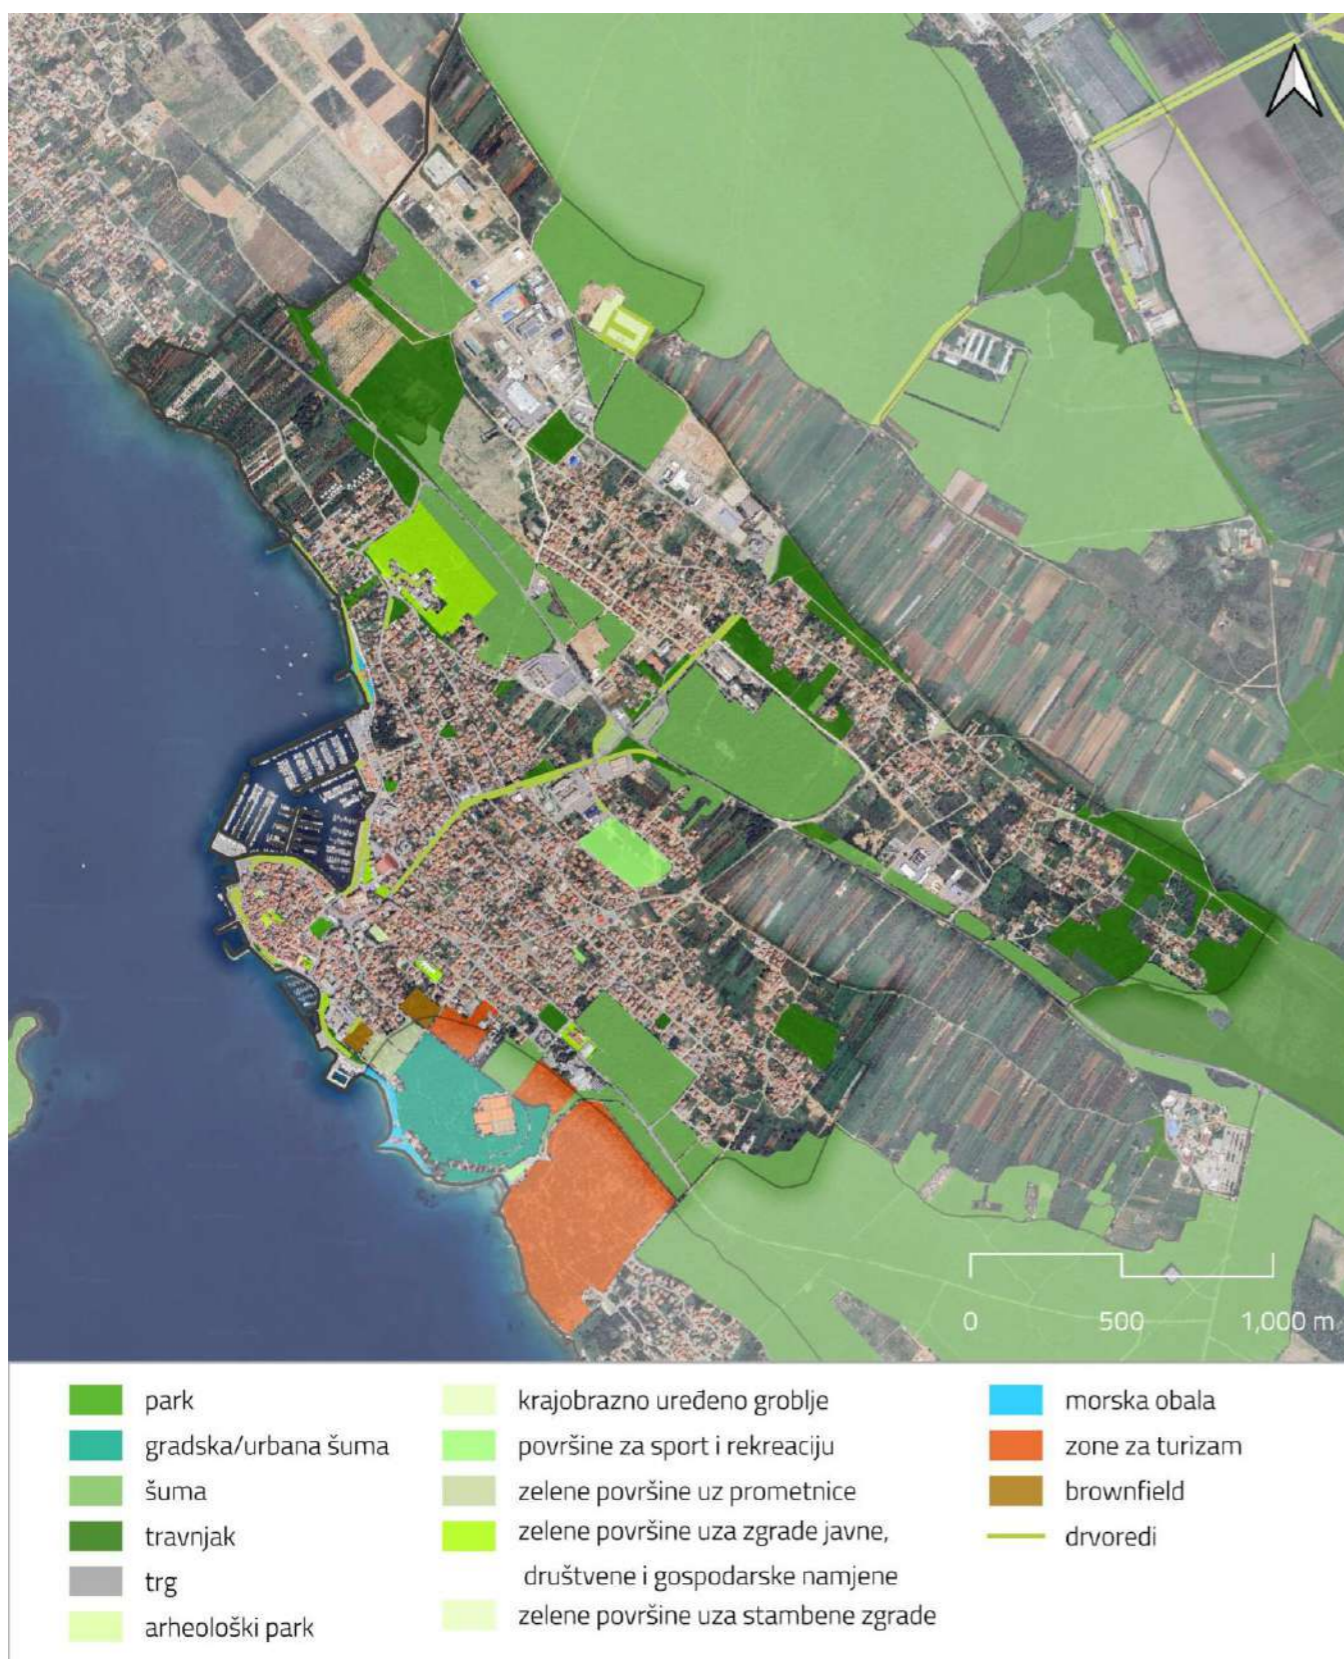 0 500 1,000 m
park
gradska/urbana šuma
šuma
travnjak
trg
arheološki park
krajobrazno uređeno groblje
površine za sport i rekreaciju
zelene površine uz prometnice
zelene površine uza zgrade javne,
društvene i gospodarske namjene
zelene površine uza stambene zgrade
morska obala
zone za turizam
brownfield
drvoredi